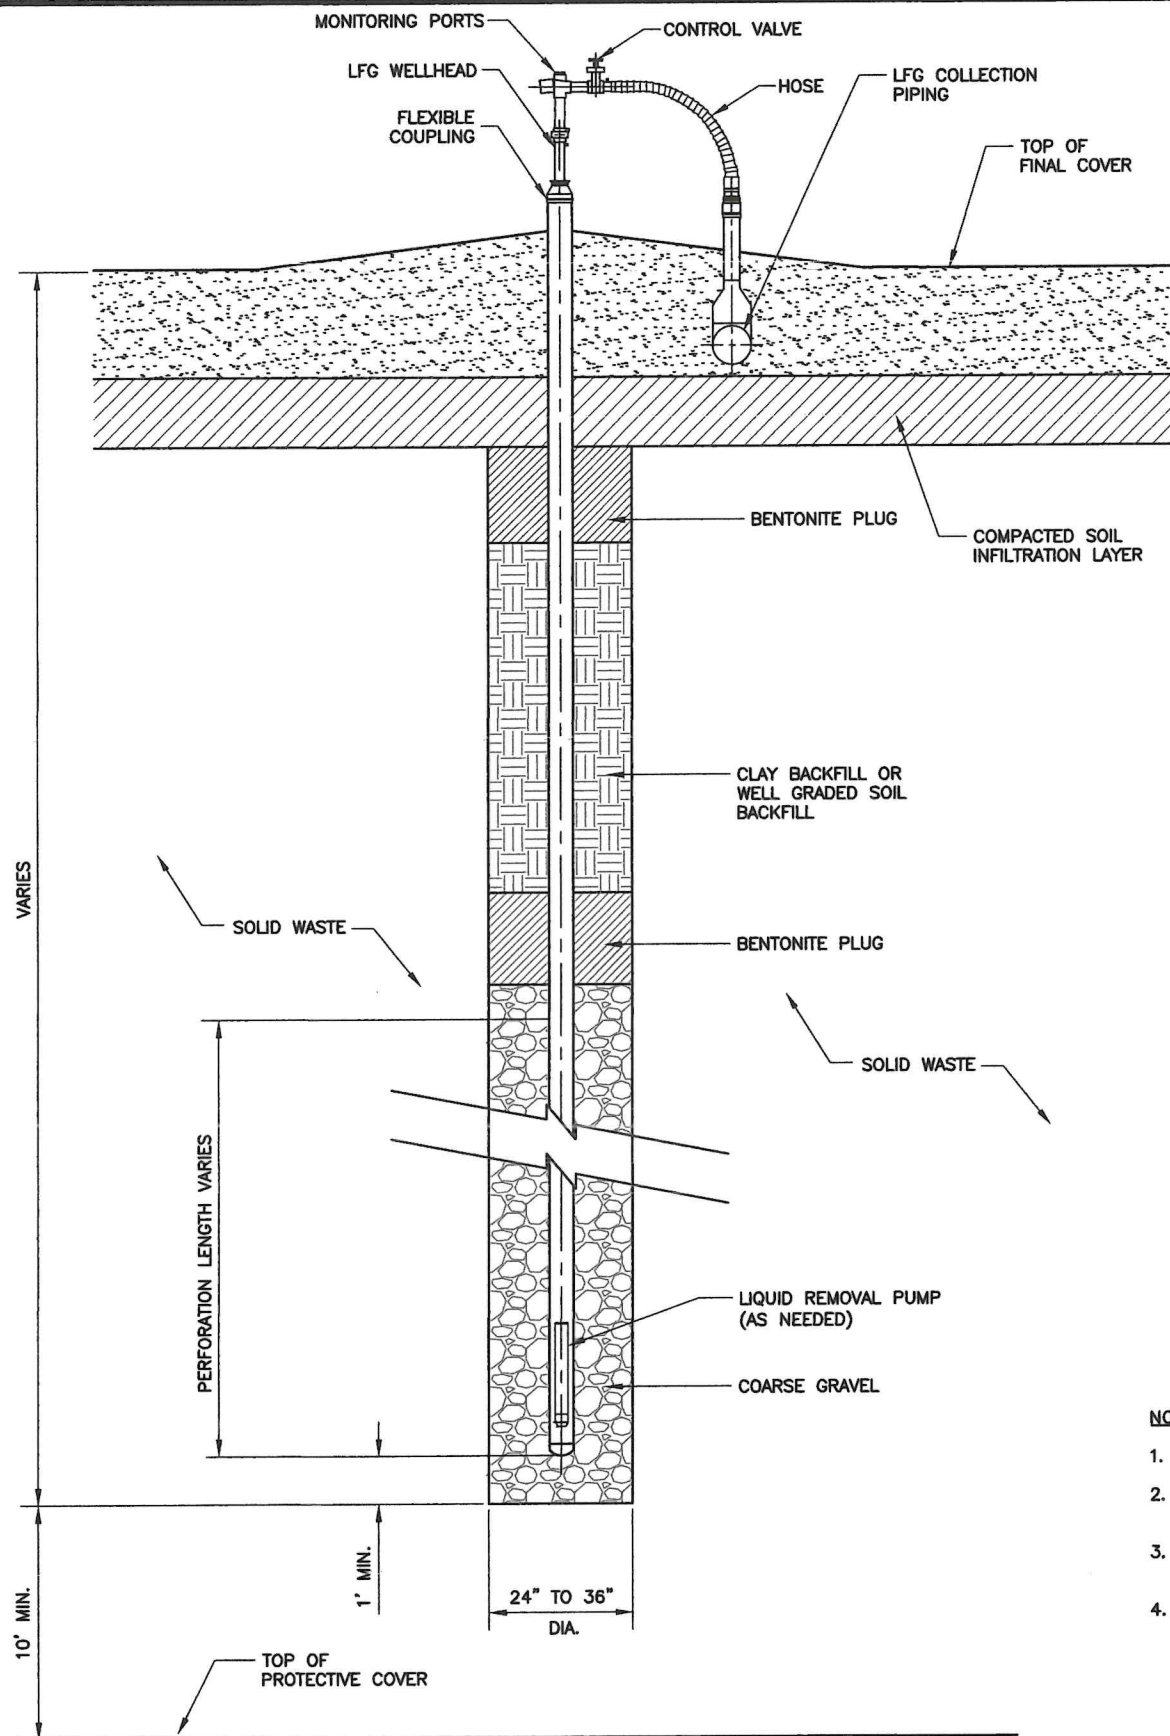 MONITORING PORTS
CONTROL VALVE
LFG WELLHEAD
HOSE
LFG COLLECTION
PIPING
FLEXIBLE
COUPLING
TOP OF
FINAL COVER
BENTONITE PLUG
COMPACTED SOIL
INFILTRATION LAYER
CLAY BACKFILL OR
WELL GRADED SOIL
BACKFILL
VARIES
SOLID WASTE
BENTONITE PLUG
SOLID WASTE
PERFORATION LENGTH VARIES
LIQUID REMOVAL PUMP
(AS NEEDED)
COARSE GRAVEL
1.
2.
3.
4.
1' MIN.
24" TO 36"
DIA.
10' MIN.
TOP OF
PROTECTIVE COVER